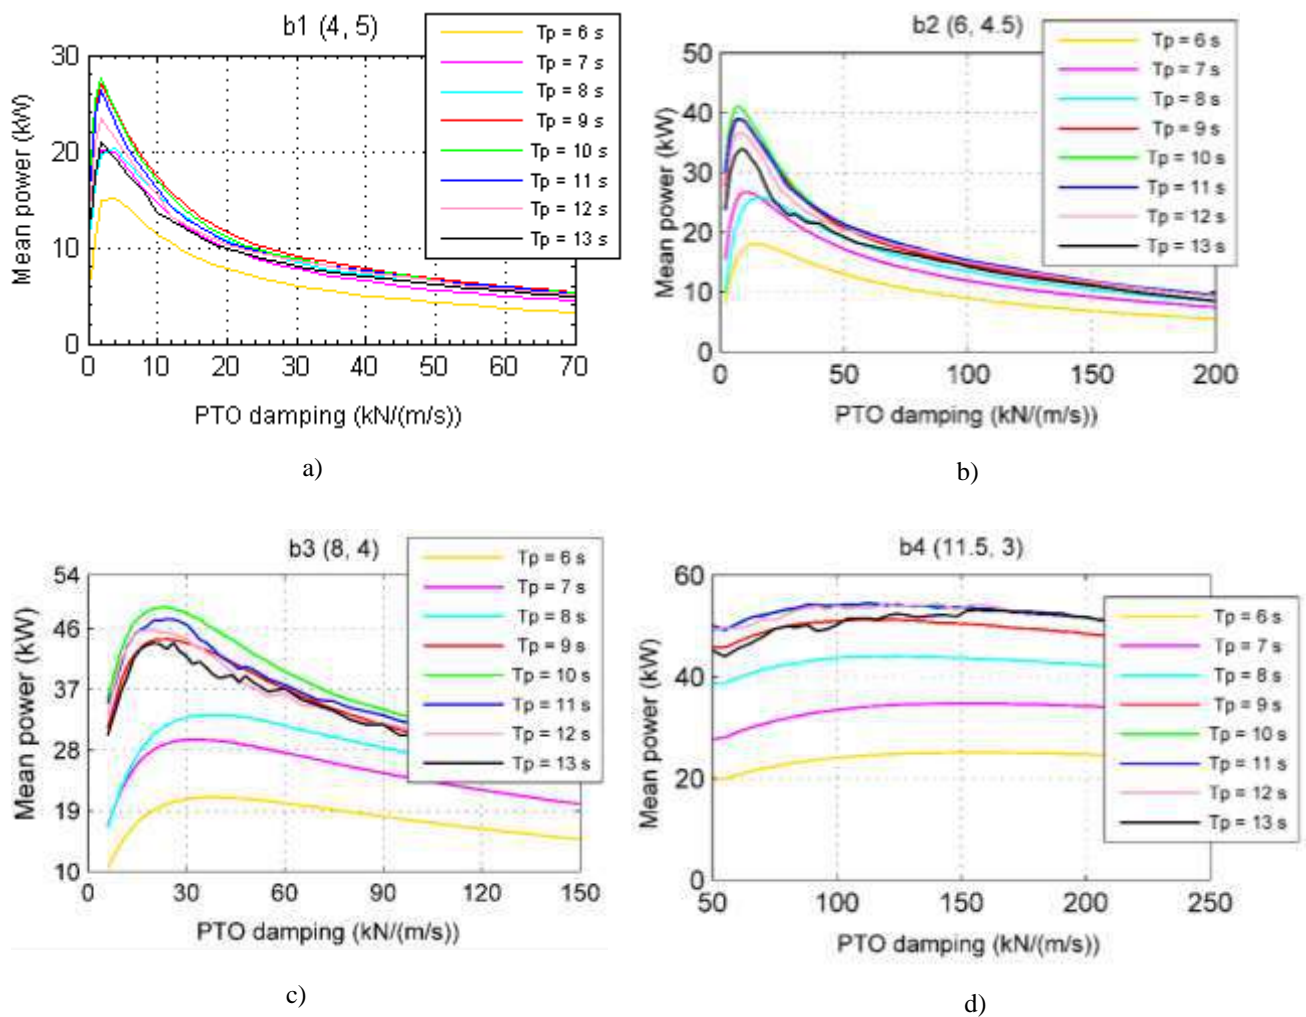 b1 (4, 5)
Tp = 6 s
Tp = 7 s
Tp = 8 s
Tp = 9 s
Tp = 10 s
Tp = 11 s
Tp = 12 s
Tp = 13 s
Mean power (kW)
30
20
10
0
0 10 20 30 40 50 60 70
PTO damping (kN/(m/s))
a)
b2 (6, 4.5)
Tp = 6 s
Tp = 7 s
Tp = 8 s
Tp = 9 s
Tp = 10 s
Tp = 11 s
Tp = 12 s
Tp = 13 s
Mean power (kW)
50
40
30
20
10
0
0 50 100 150 200
PTO damping (kN/(m/s))
b)
b3 (8, 4)
Tp = 6 s
Tp = 7 s
Tp = 8 s
Tp = 9 s
Tp = 10 s
Tp = 11 s
Tp = 12 s
Tp = 13 s
Mean power (kW)
54
46
37
28
19
10
0 30 60 90 120 150
PTO damping (kN/(m/s))
c)
b4 (11.5, 3)
Tp = 6 s
Tp = 7 s
Tp = 8 s
Tp = 9 s
Tp = 10 s
Tp = 11 s
Tp = 12 s
Tp = 13 s
Mean power (kW)
60
40
20
0
50 100 150 200 250
PTO damping (kN/(m/s))
d)